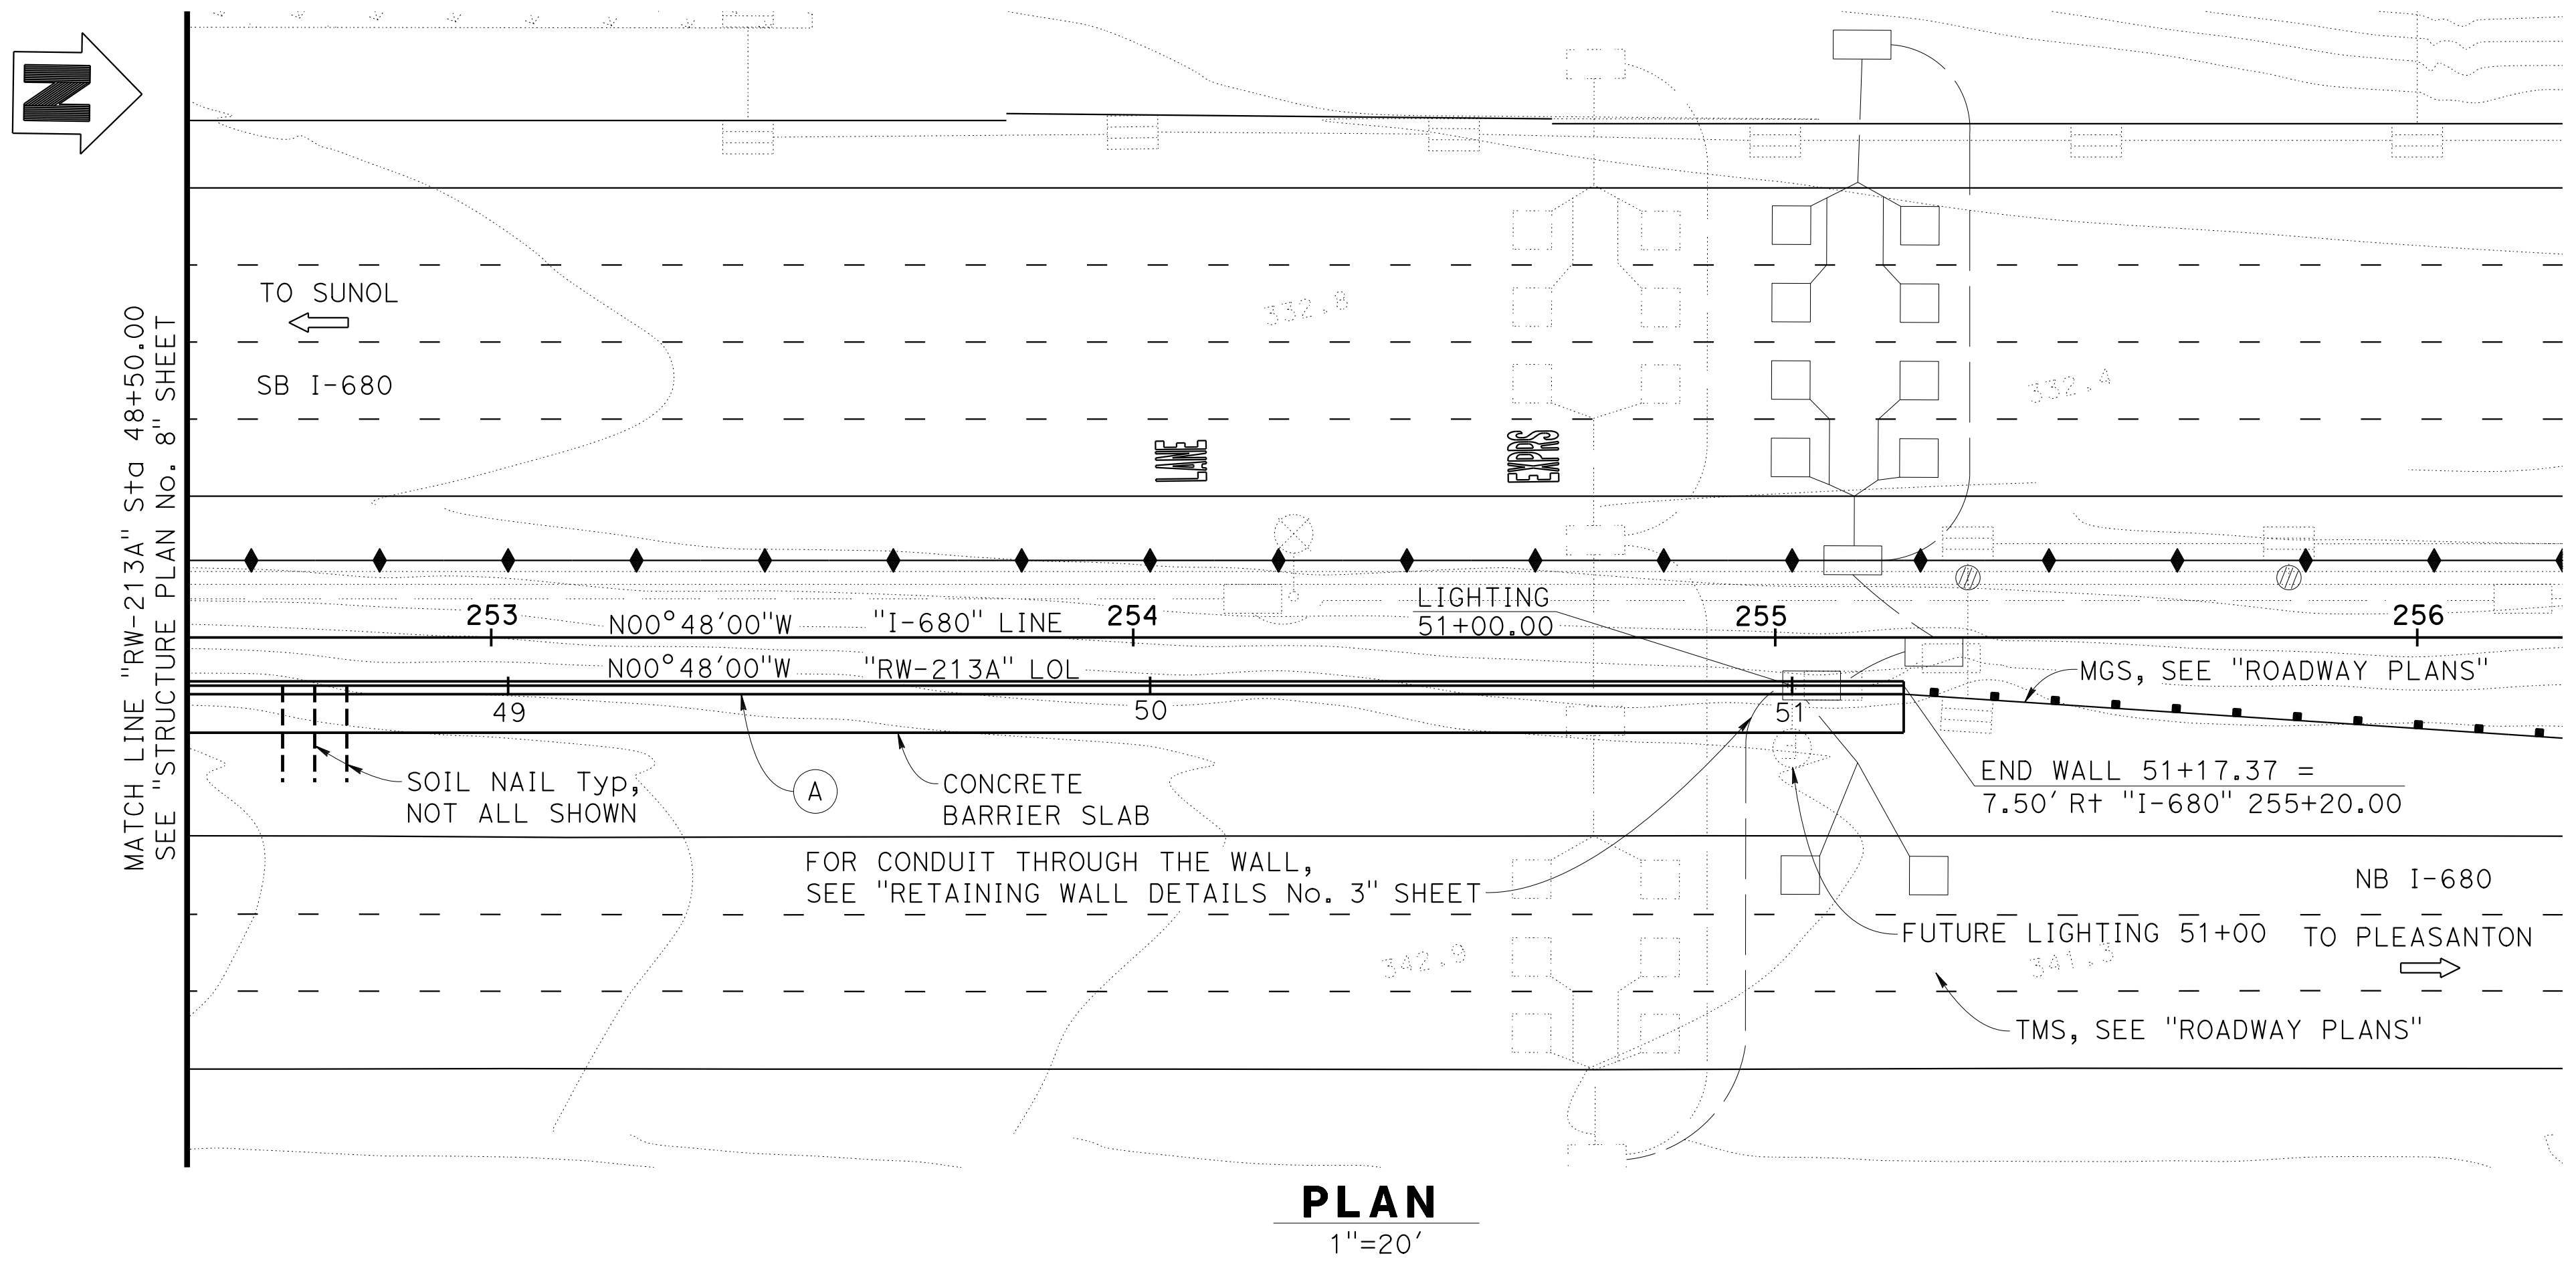 N
MATCH LINE "RW-213A" Sta 48+50.00
SEE "STRUCTURE PLAN No. 8" SHEET
TO SUNOL
SB I-680
332.8
332.4
LANE
EXPRS
LIGHTING
51+00.00
253
N00°48'00"W
"I-680" LINE
254
255
256
N00°48'00"W
"RW-213A" LOL
MGS, SEE "ROADWAY PLANS"
49
50
51
SOIL NAIL Typ,
NOT ALL SHOWN
A
CONCRETE
BARRIER SLAB
END WALL 51+17.37 =
7.50' Rt "I-680" 255+20.00
FOR CONDUIT THROUGH THE WALL,
SEE "RETAINING WALL DETAILS No. 3" SHEET
NB I-680
FUTURE LIGHTING 51+00
TO PLEASANTON
342.9
341.3
TMS, SEE "ROADWAY PLANS"
PLAN
1"=20'